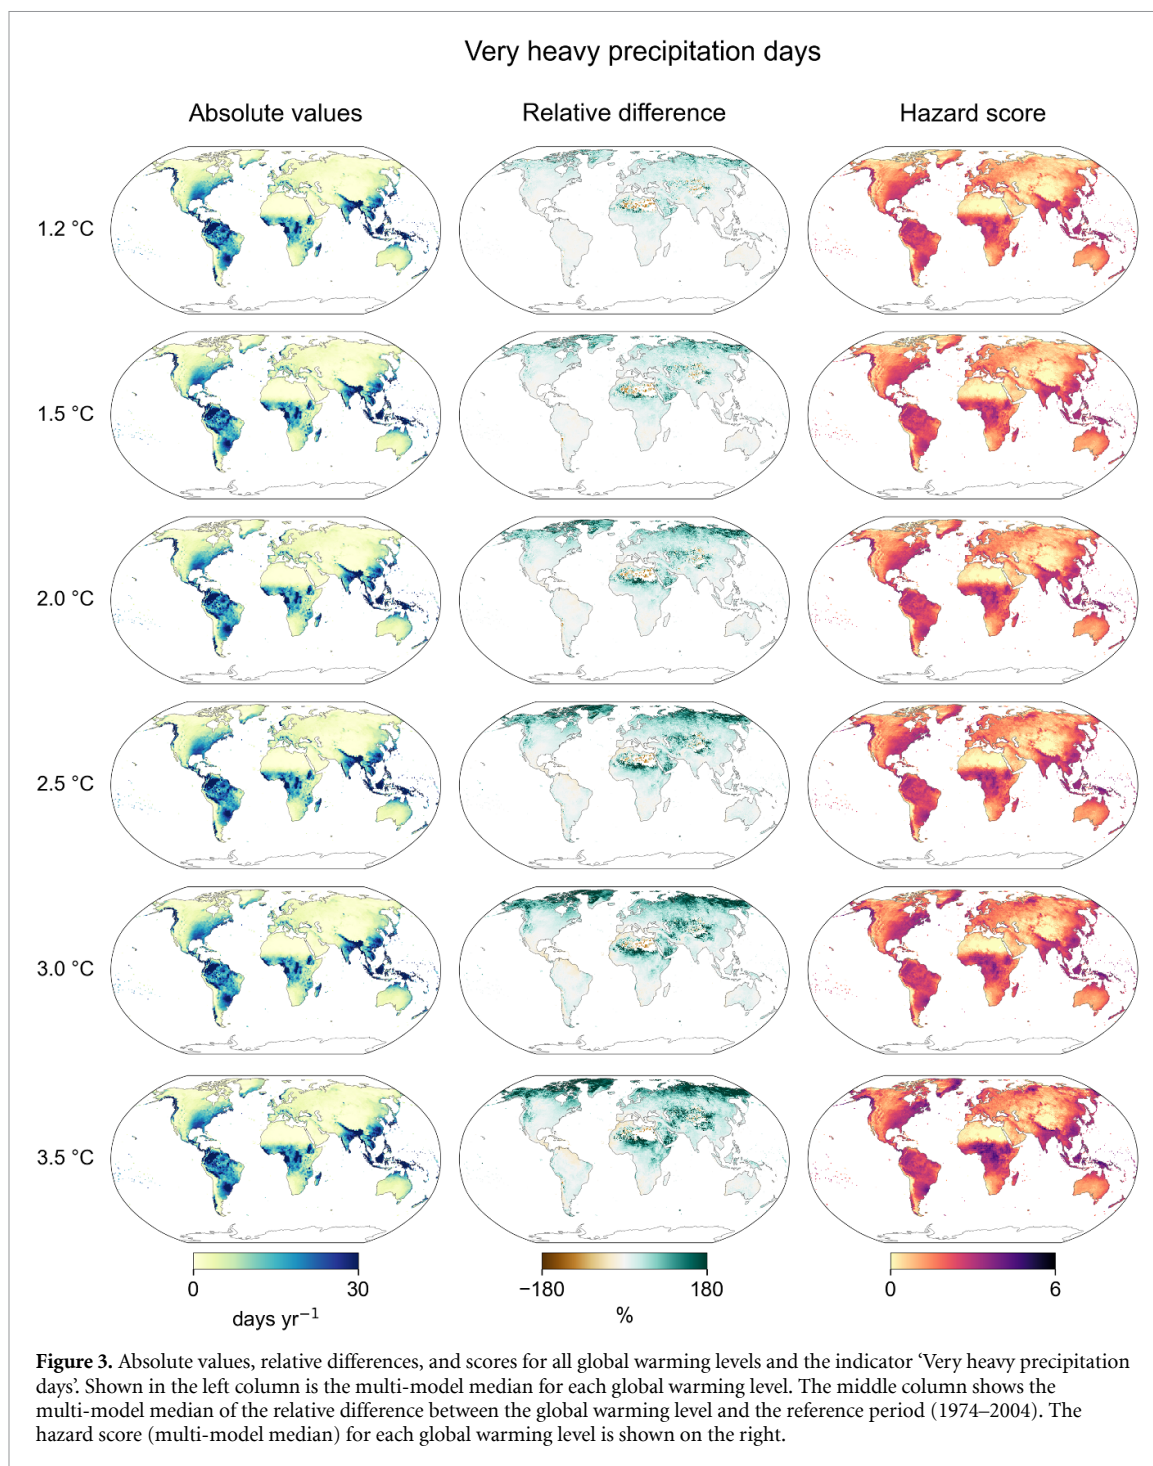 Very heavy precipitation days
Absolute values
Relative difference
Hazard score
1.2 °C
1.5 °C
2.0 °C
2.5 °C
3.0 °C
3.5 °C
0 30
days yr⁻¹
−180 180
%
0 6
Figure 3. Absolute values, relative differences, and scores for all global warming levels and the indicator ‘Very heavy precipitation
days’. Shown in the left column is the multi-model median for each global warming level. The middle column shows the
multi-model median of the relative difference between the global warming level and the reference period (1974–2004). The
hazard score (multi-model median) for each global warming level is shown on the right.